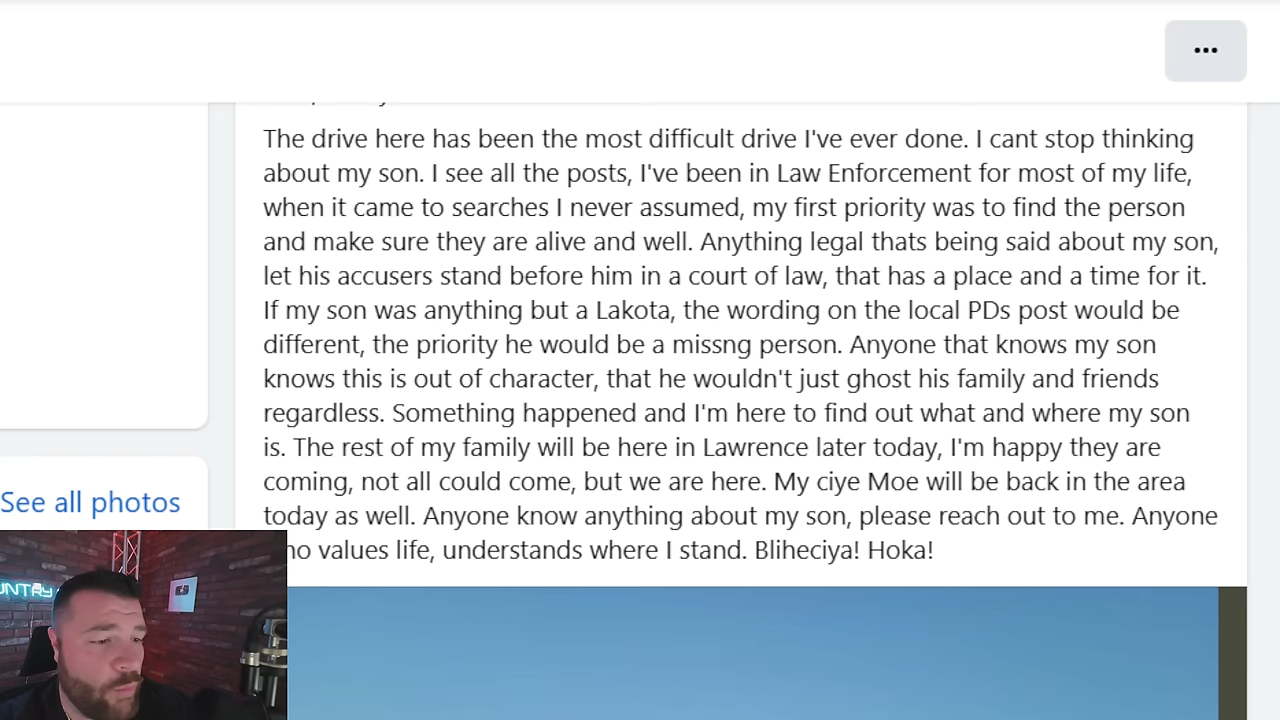 The drive here has been the most difficult drive I've ever done. I cant stop thinking
about my son. I see all the posts, I've been in Law Enforcement for most of my life,
when it came to searches I never assumed, my first priority was to find the person
and make sure they are alive and well. Anything legal thats being said about my son,
let his accusers stand before him in a court of law, that has a place and a time for it.
If my son was anything but a Lakota, the wording on the local PDs post would be
different, the priority he would be a missng person. Anyone that knows my son
knows this is out of character, that he wouldn't just ghost his family and friends
regardless. Something happened and I'm here to find out what and where my son
is. The rest of my family will be here in Lawrence later today, I'm happy they are
coming, not all could come, but we are here. My ciye Moe will be back in the area
See all photos
today as well. Anyone know anything about my son, please reach out to me. Anyone
values life, understands where I stand. Bliheciya! Hoka!